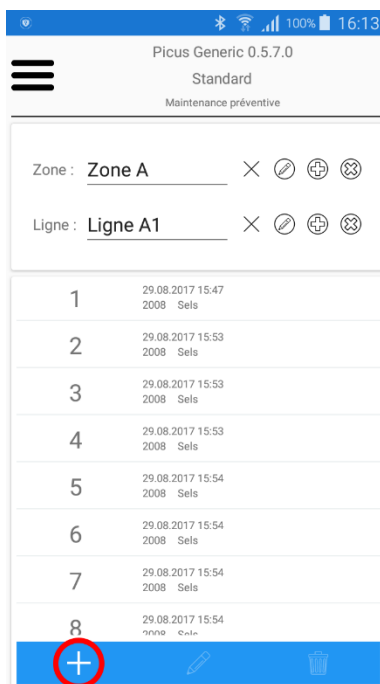 100% 16:13
Picus Generic 0.5.7.0
Standard
Maintenance préventive
Zone : Zone A
Ligne : Ligne A1
1 29.08.2017 15:47
2008 Sels
2 29.08.2017 15:53
2008 Sels
3 29.08.2017 15:53
2008 Sels
4 29.08.2017 15:53
2008 Sels
5 29.08.2017 15:54
2008 Sels
6 29.08.2017 15:54
2008 Sels
7 29.08.2017 15:54
2008 Sels
8 29.08.2017 15:54
2008 Sels